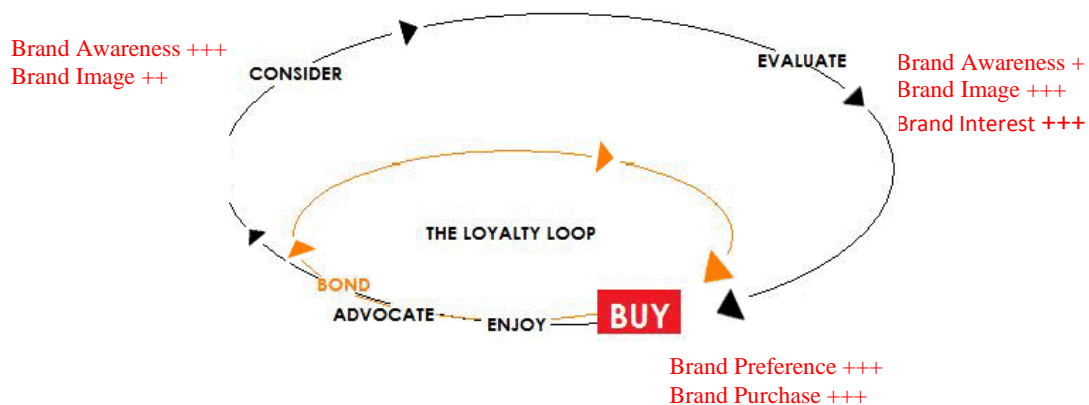 Brand Awareness +++
Brand Image ++
CONSIDER
EVALUATE
Brand Awareness +
Brand Image +++
Brand Interest +++
THE LOYALTY LOOP
BOND
ADVOCATE
ENJOY
BUY
Brand Preference +++
Brand Purchase +++